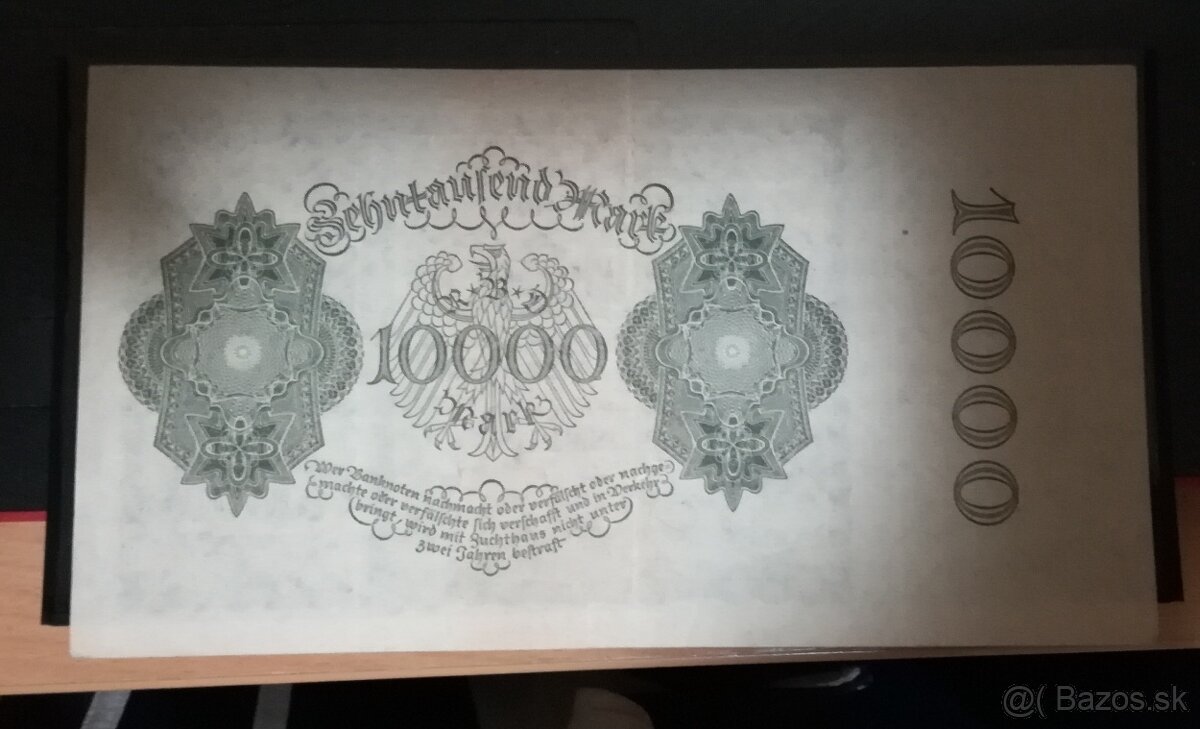 Zehntausend Mark
R * B * D
10000
Mark
Wer Banknoten nachmacht oder verfälscht oder nachge-
machte oder verfälschte sich verschafft und in Verkehr
bringt, wird mit Zuchthaus nicht unter
zwei Jahren bestraft
10000
@( Bazos.sk